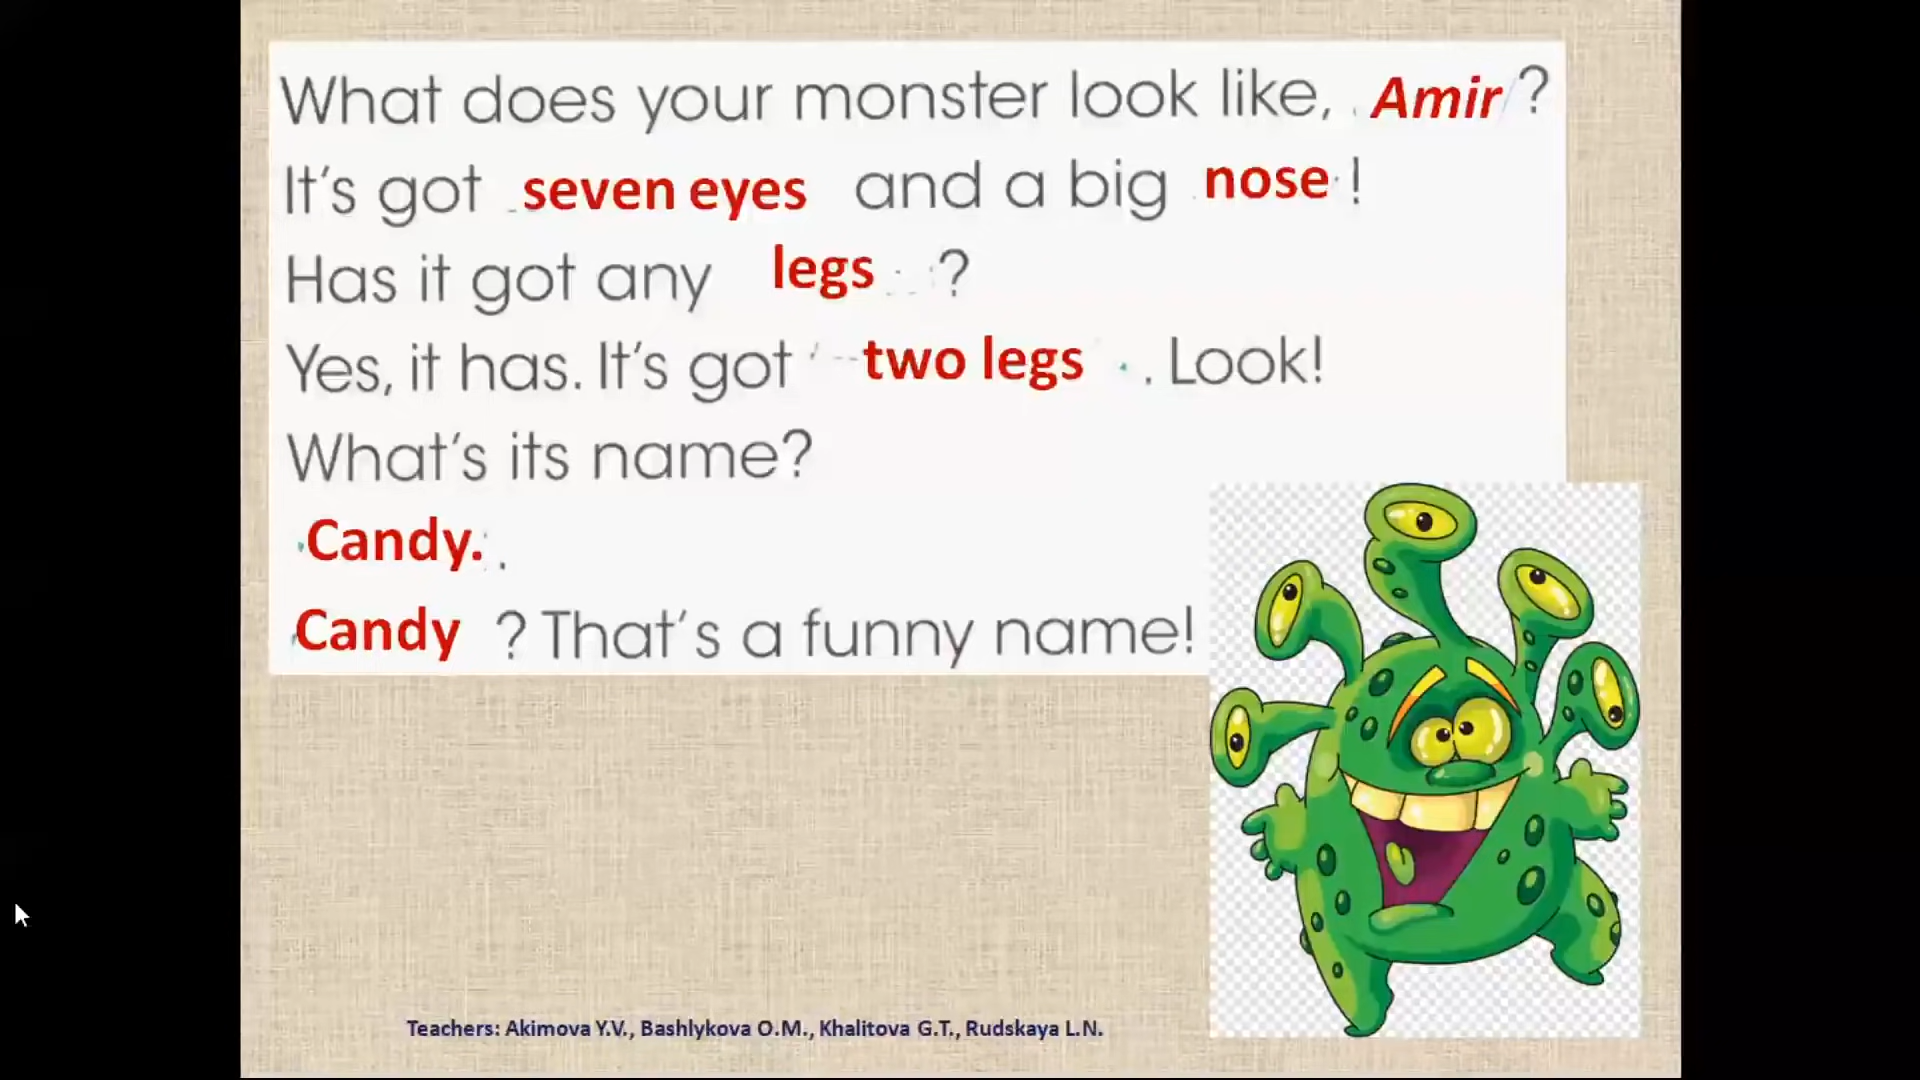 What does your monster look like, Amir ?
It's got seven eyes and a big nose !
Has it got any legs ?
Yes, it has. It's got two legs . Look!
What's its name?
Candy. .
Candy ? That's a funny name!
Teachers: Akimova Y.V., Bashlykova O.M., Khalitova G.T., Rudskaya L.N.